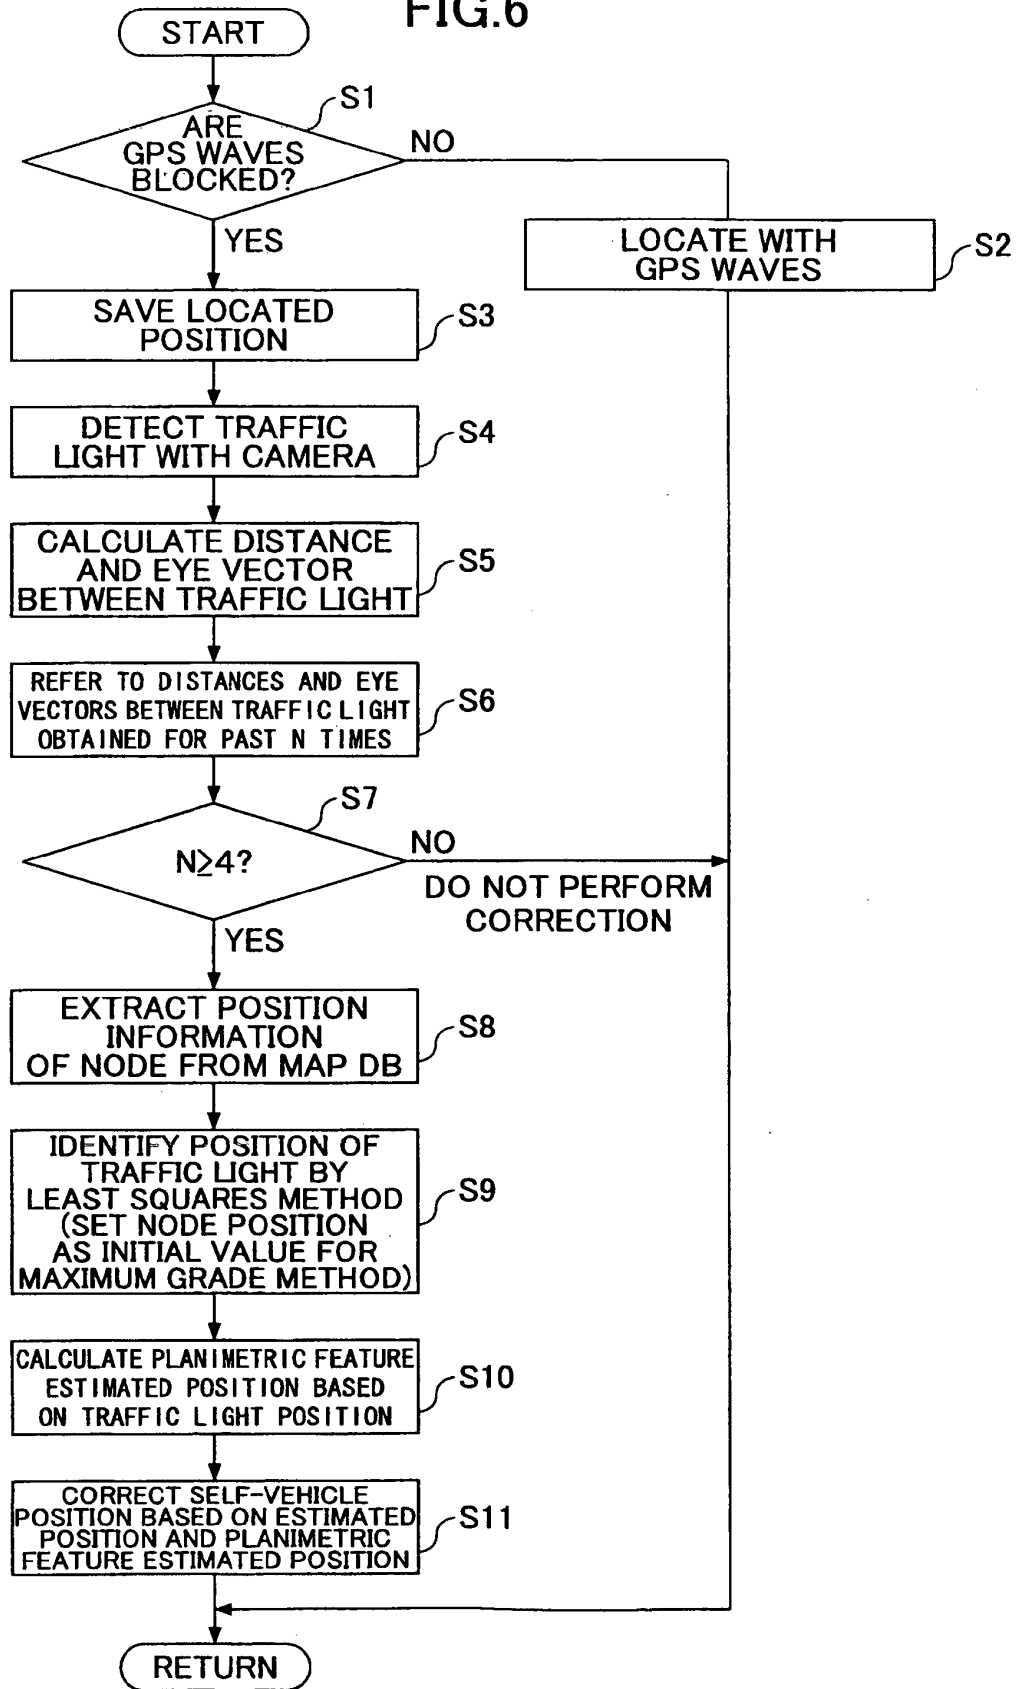 FIG.6
START
S1
ARE
GPS WAVES
BLOCKED?
NO
YES
LOCATE WITH
GPS WAVES
S2
SAVE LOCATED
POSITION
S3
DETECT TRAFFIC
LIGHT WITH CAMERA
S4
CALCULATE DISTANCE
AND EYE VECTOR
BETWEEN TRAFFIC LIGHT
S5
REFER TO DISTANCES AND EYE
VECTORS BETWEEN TRAFFIC LIGHT
OBTAINED FOR PAST N TIMES
S6
S7
N≥4?
NO
DO NOT PERFORM
CORRECTION
YES
EXTRACT POSITION
INFORMATION
OF NODE FROM MAP DB
S8
IDENTIFY POSITION OF
TRAFFIC LIGHT BY
LEAST SQUARES METHOD
(SET NODE POSITION
AS INITIAL VALUE FOR
MAXIMUM GRADE METHOD)
S9
CALCULATE PLANIMETRIC FEATURE
ESTIMATED POSITION BASED
ON TRAFFIC LIGHT POSITION
S10
CORRECT SELF-VEHICLE
POSITION BASED ON ESTIMATED
POSITION AND PLANIMETRIC
FEATURE ESTIMATED POSITION
S11
RETURN